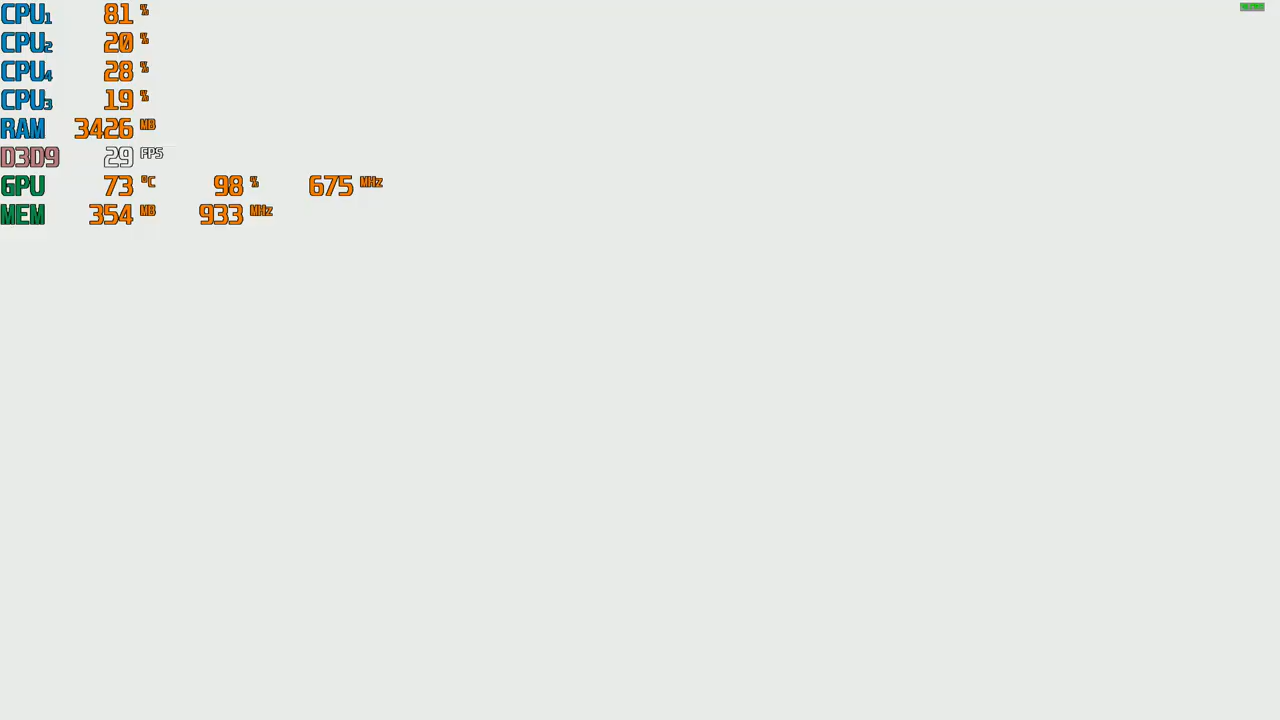 CPU1 81 %
CPU2 20 %
CPU4 28 %
CPU3 19 %
RAM 3426 MB
D3D9 29 FPS
GPU 73 °C 98 % 675 MHz
MEM 354 MB 933 MHz